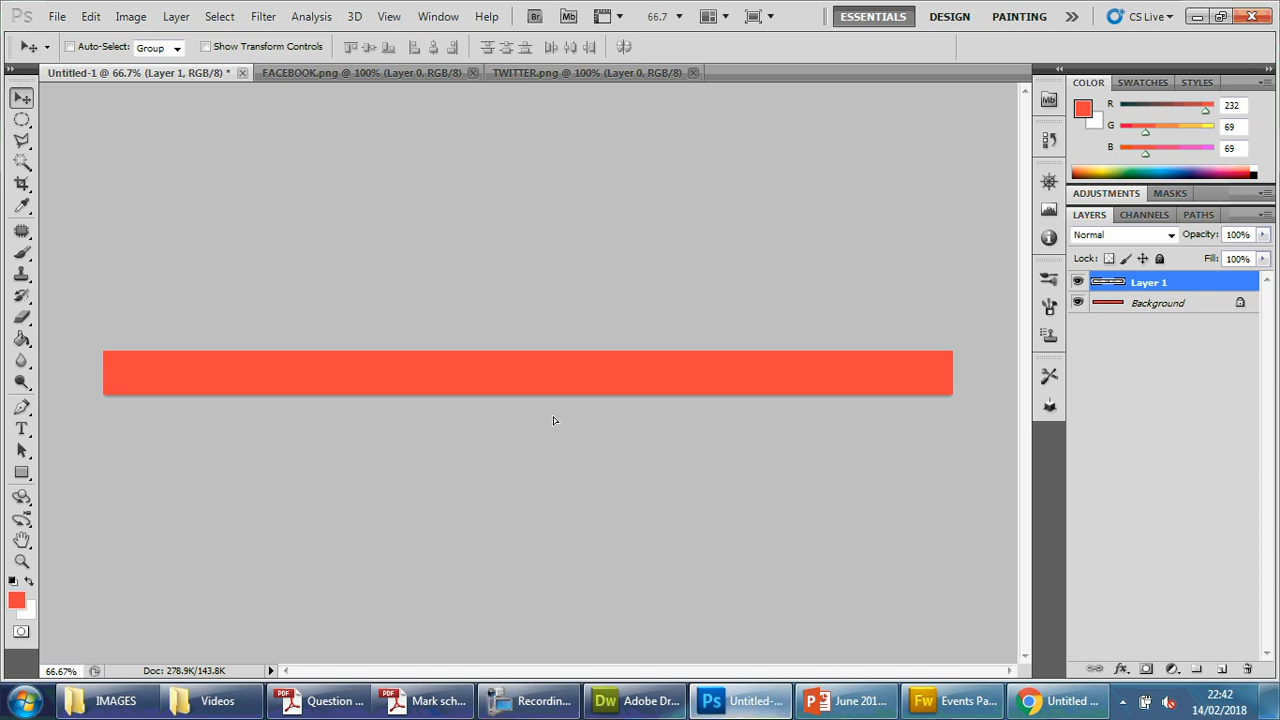 Ps File Edit Image Layer Select Filter Analysis 3D View Window Help Br Mb 66.7 ESSENTIALS DESIGN PAINTING CS Live
Auto-Select: Group Show Transform Controls
Untitled-1 @ 66.7% (Layer 1, RGB/8) * FACEBOOK.png @ 100% (Layer 0, RGB/8) TWITTER.png @ 100% (Layer 0, RGB/8)
COLOR SWATCHES STYLES
Mb
R 232
G 69
B 69
ADJUSTMENTS MASKS
LAYERS CHANNELS PATHS
Normal Opacity: 100%
Lock: Fill: 100%
Layer 1
Background
T
66.67% Doc: 278.9K/143.8K
IMAGES Videos Question ... Mark sch... Recordin... Dw Adobe Dr... Ps Untitled-... June 201... Fw Events Pa... Untitled ... 22:42
14/02/2018